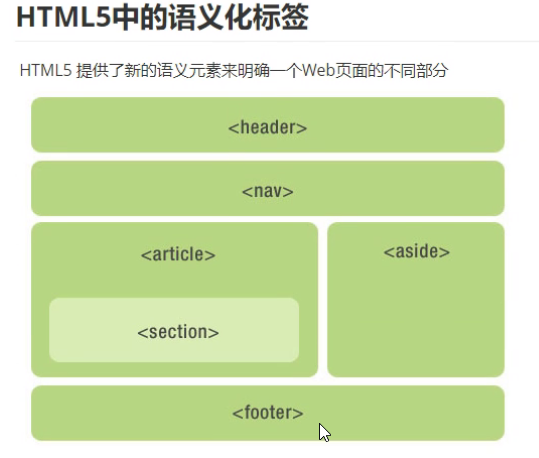 HTML5中的语义化标签
HTML5 提供了新的语义元素来明确一个Web页面的不同部分
<header>
<nav>
<article>
<aside>
<section>
<footer>